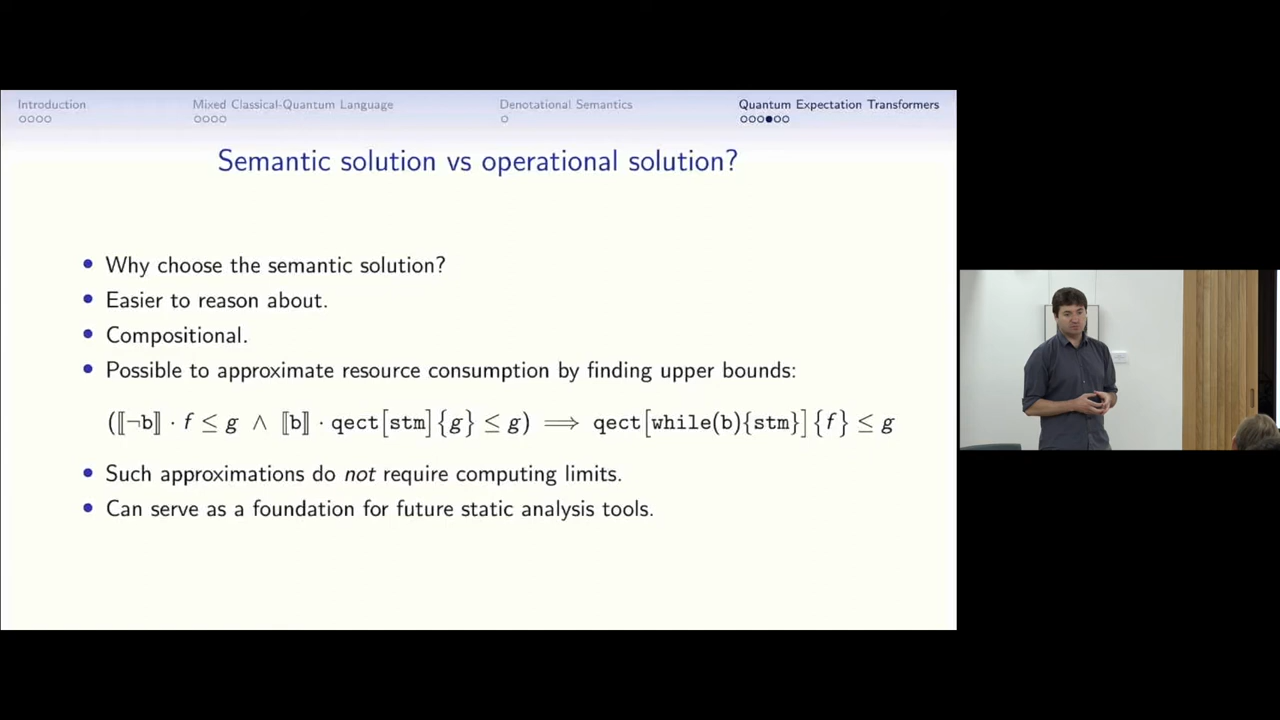 Introduction
Mixed Classical-Quantum Language
Denotational Semantics
Quantum Expectation Transformers
Semantic solution vs operational solution?
Why choose the semantic solution?
Easier to reason about.
Compositional.
Possible to approximate resource consumption by finding upper bounds:
(⟦¬b⟧ · f ≤ g ∧ ⟦b⟧ · qect[stm]{g} ≤ g) ⟹ qect[while(b){stm}]{f} ≤ g
Such approximations do not require computing limits.
Can serve as a foundation for future static analysis tools.